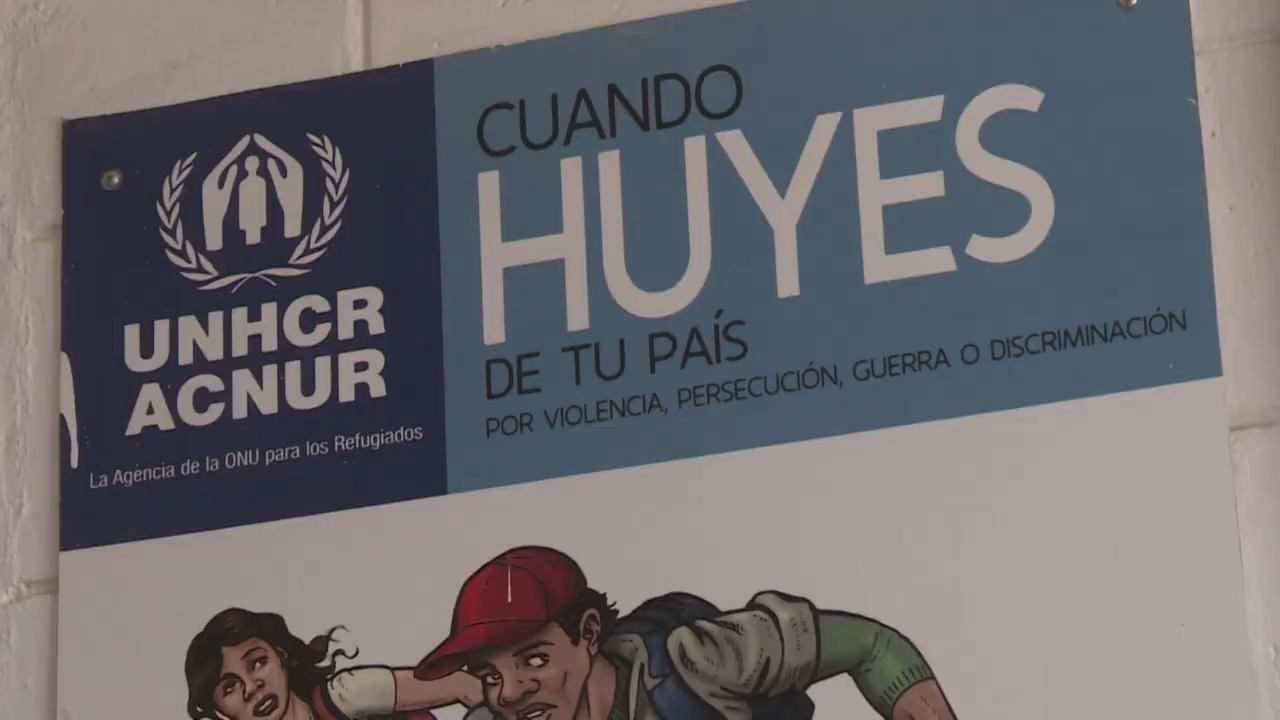 UNHCR
ACNUR
La Agencia de la ONU para los Refugiados
CUANDO
HUYES
DE TU PAÍS
POR VIOLENCIA, PERSECUCIÓN, GUERRA O DISCRIMINACIÓN